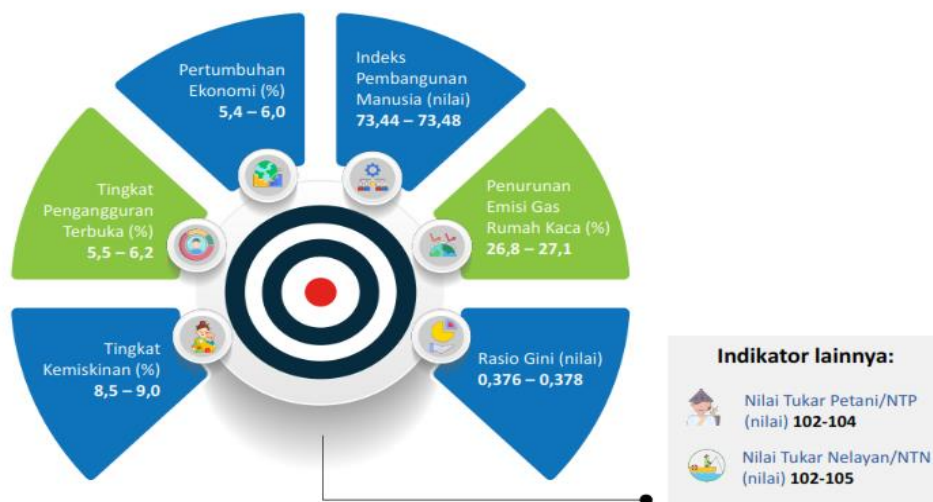 Pertumbuhan
Ekonomi (%)
5,4 – 6,0
Indeks
Pembangunan
Manusia (nilai)
73,44 – 73,48
Tingkat
Pengangguran
Terbuka (%)
5,5 – 6,2
Penurunan
Emisi Gas
Rumah Kaca (%)
26,8 – 27,1
Tingkat
Kemiskinan (%)
8,5 – 9,0
Rasio Gini (nilai)
0,376 – 0,378
Indikator lainnya:
Nilai Tukar Petani/NTP
(nilai) 102-104
Nilai Tukar Nelayan/NTN
(nilai) 102-105